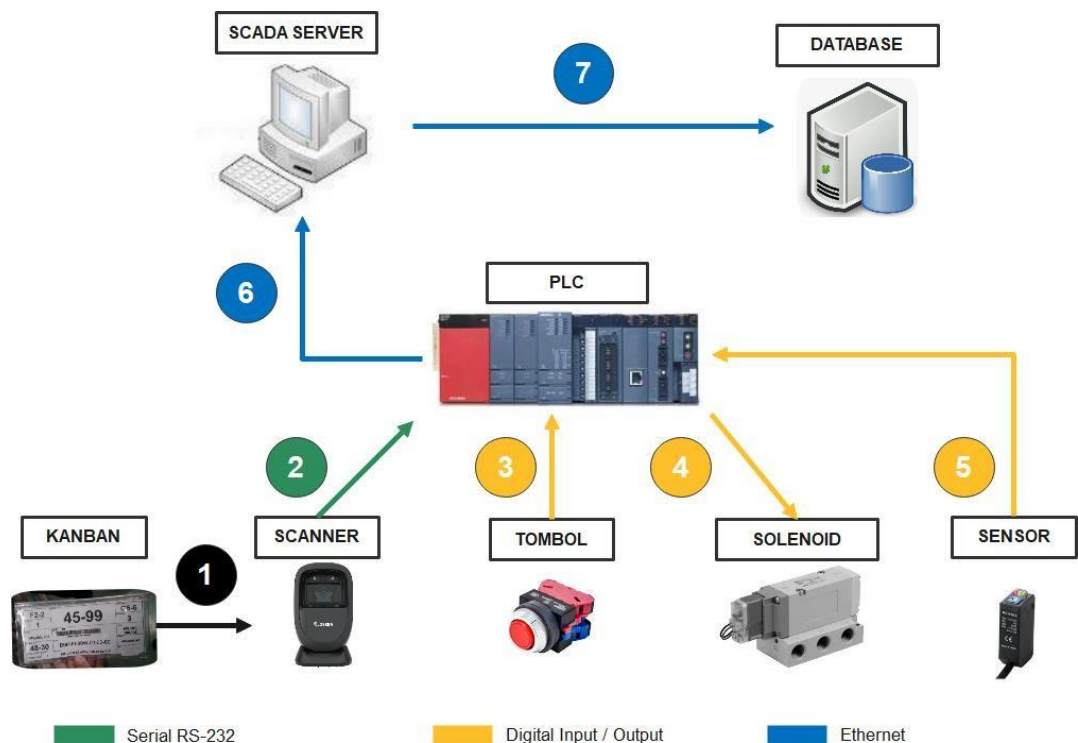 SCADA SERVER
DATABASE
7
6
PLC
2
3
4
5
KANBAN
SCANNER
TOMBOL
SOLENOID
SENSOR
1
45-99
Serial RS-232
Digital Input / Output
Ethernet